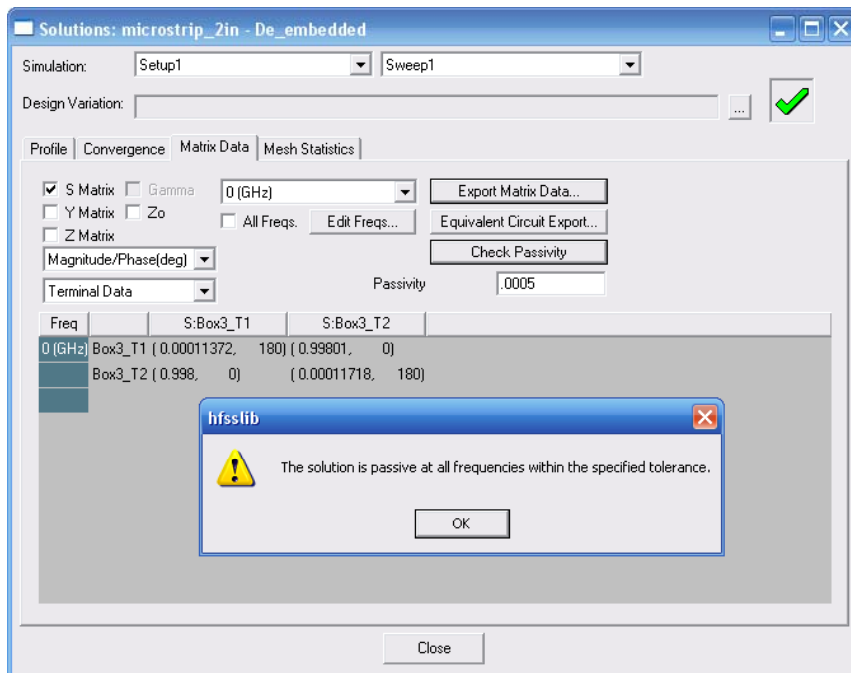 Solutions: microstrip_2in - De_embedded
Simulation: Setup1 Sweep1
Design Variation: ...
Profile Convergence Matrix Data Mesh Statistics
S Matrix Gamma 0 (GHz) Export Matrix Data...
Y Matrix Zo All Freqs. Edit Freqs... Equivalent Circuit Export...
Z Matrix
Check Passivity
Magnitude/Phase(deg)
Passivity .0005
Terminal Data
Freq S:Box3_T1 S:Box3_T2
0 (GHz) Box3_T1 ( 0.00011372, 180) ( 0.99801, 0)
Box3_T2 ( 0.998, 0) ( 0.00011718, 180)
hfsslib
The solution is passive at all frequencies within the specified tolerance.
OK
Close